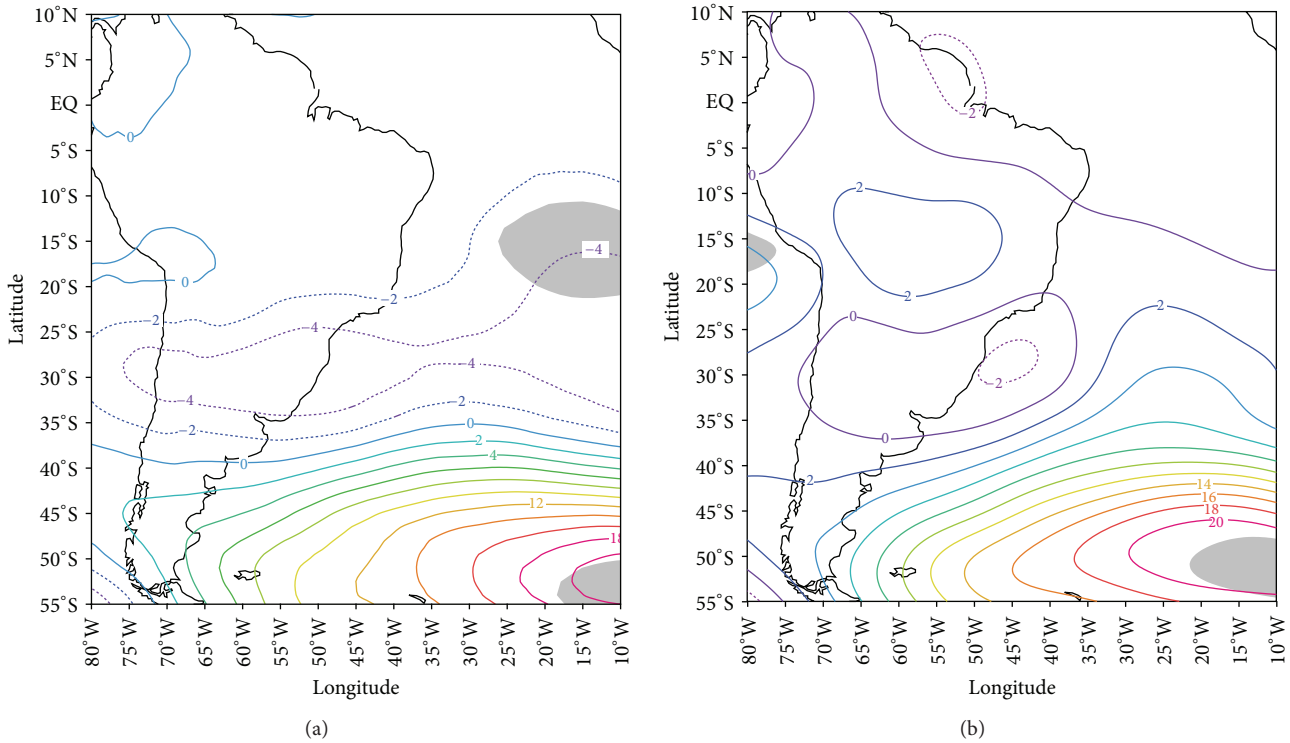 10°N
5°N
EQ
5°S
10°S
15°S
20°S
25°S
30°S
35°S
40°S
45°S
50°S
55°S
Latitude
0
0
−2
−2
−4
−4
−4
−4
−2
−2
0
0
2
4
12
18
80°W
75°W
70°W
65°W
60°W
55°W
50°W
45°W
40°W
35°W
30°W
25°W
20°W
15°W
10°W
Longitude
(a)
10°N
5°N
EQ
5°S
10°S
15°S
20°S
25°S
30°S
35°S
40°S
45°S
50°S
55°S
Latitude
−2
0
2
2
0
2
−2
0
2
14
16
18
20
80°W
75°W
70°W
65°W
60°W
55°W
50°W
45°W
40°W
35°W
30°W
25°W
20°W
15°W
10°W
Longitude
(b)